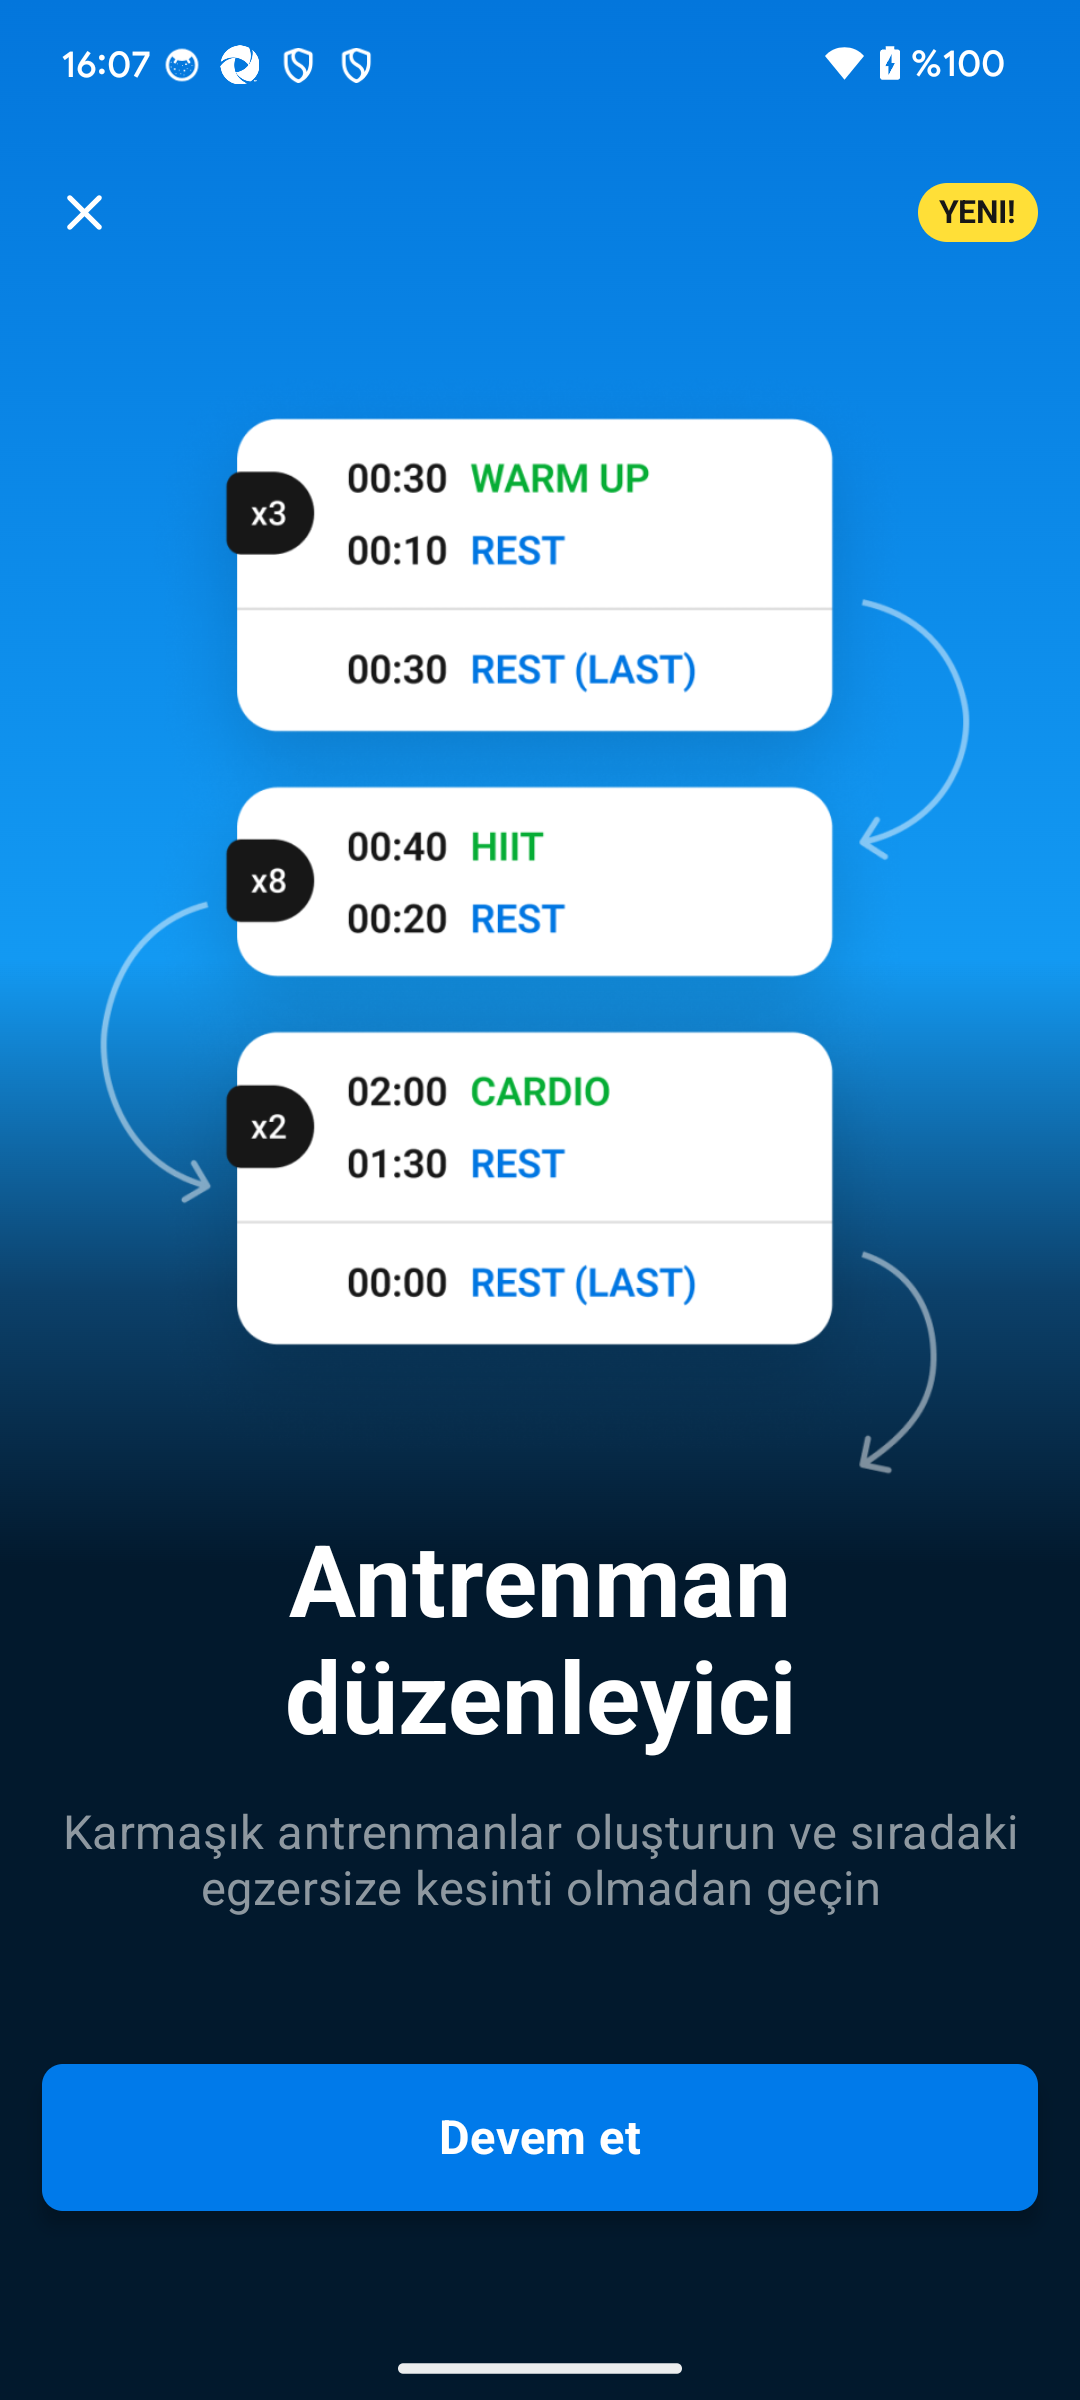 16:07 %100
YENI!
00:30 WARM UP
x3
00:10 REST
00:30 REST (LAST)
00:40 HIIT
x8
00:20 REST
02:00 CARDIO
x2
01:30 REST
00:00 REST (LAST)
Antrenman
düzenleyici
Karmaşık antrenmanlar oluşturun ve sıradaki
egzersize kesinti olmadan geçin
Devem et